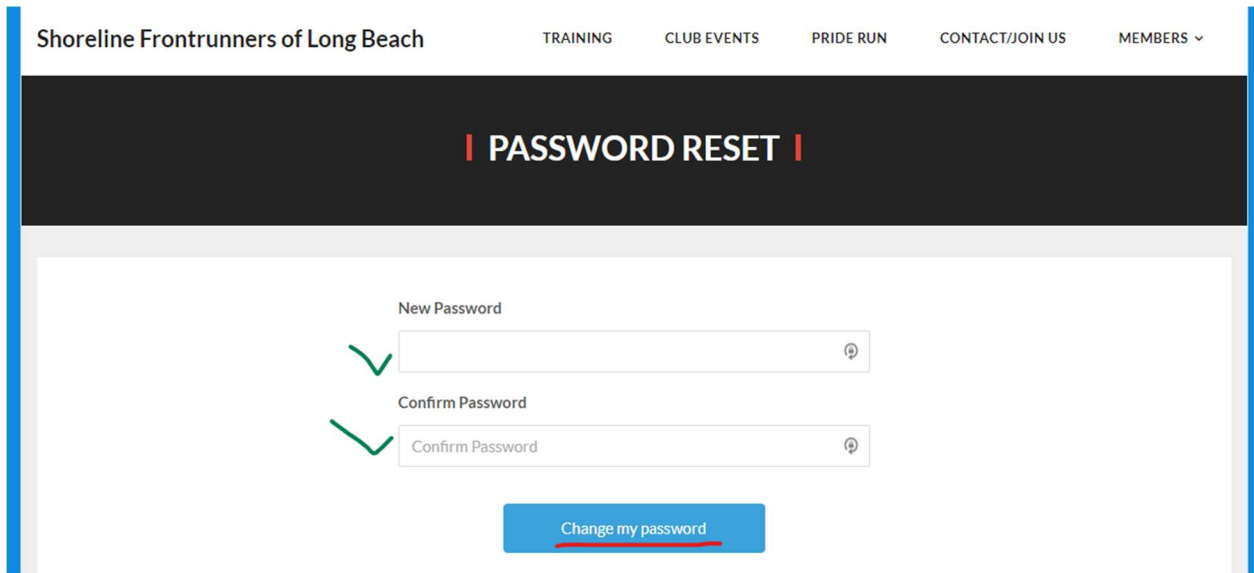 Shoreline Frontrunners of Long Beach TRAINING CLUB EVENTS PRIDE RUN CONTACT/JOIN US MEMBERS
PASSWORD RESET
New Password
Confirm Password
Confirm Password
Change my password